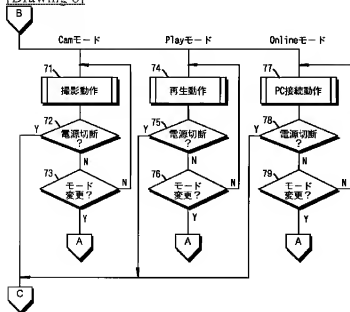 [Drawing 8]
B
Camモード
Playモード
Onlineモード
71
撮影動作
74
再生動作
77
PC接続動作
72
電源切断
?
Y
N
75
電源切断
?
Y
N
78
電源切断
?
Y
N
73
モード
変更?
N
Y
76
モード
変更?
N
Y
79
モード
変更?
N
Y
A
A
A
C